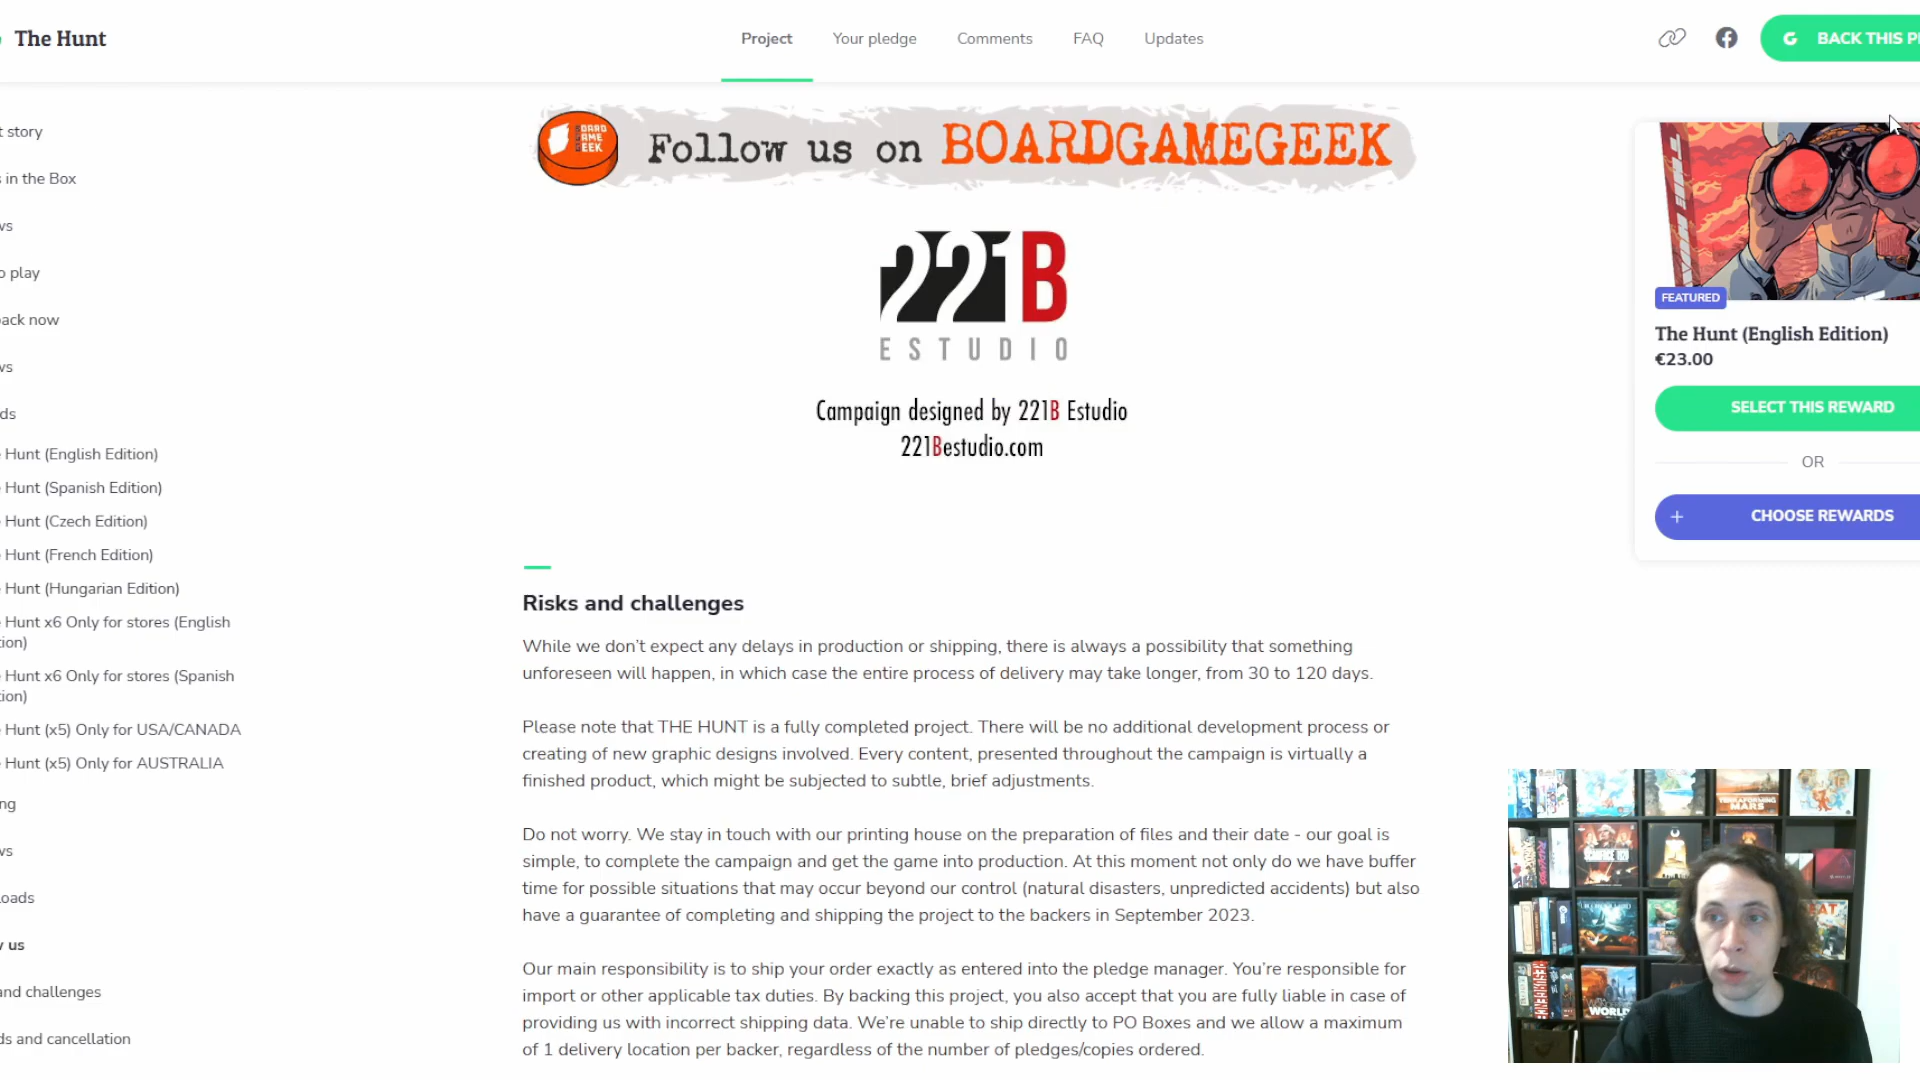 The Hunt
Project
Your pledge
Comments
FAQ
Updates
BACK THIS
t story
s in the Box
ws
o play
back now
ws
ds
Hunt (English Edition)
Hunt (Spanish Edition)
Hunt (Czech Edition)
Hunt (French Edition)
Hunt (Hungarian Edition)
Hunt x6 Only for stores (English
tion)
Hunt x6 Only for stores (Spanish
tion)
Hunt (x5) Only for USA/CANADA
Hunt (x5) Only for AUSTRALIA
ng
ws
loads
w us
and challenges
ds and cancellation
Follow us on BOARDGAMEGEEK
221B
ESTUDIO
Campaign designed by 221B Estudio
221Bestudio.com
Risks and challenges
While we don't expect any delays in production or shipping, there is always a possibility that something
unforeseen will happen, in which case the entire process of delivery may take longer, from 30 to 120 days.
Please note that THE HUNT is a fully completed project. There will be no additional development process or
creating of new graphic designs involved. Every content, presented throughout the campaign is virtually a
finished product, which might be subjected to subtle, brief adjustments.
Do not worry. We stay in touch with our printing house on the preparation of files and their date - our goal is
simple, to complete the campaign and get the game into production. At this moment not only do we have buffer
time for possible situations that may occur beyond our control (natural disasters, unpredicted accidents) but also
have a guarantee of completing and shipping the project to the backers in September 2023.
Our main responsibility is to ship your order exactly as entered into the pledge manager. You're responsible for
import or other applicable tax duties. By backing this project, you also accept that you are fully liable in case of
providing us with incorrect shipping data. We're unable to ship directly to PO Boxes and we allow a maximum
of 1 delivery location per backer, regardless of the number of pledges/copies ordered.
FEATURED
The Hunt (English Edition)
€23.00
SELECT THIS REWARD
OR
+ CHOOSE REWARDS
TERRAFORMING
MARS
WORLD